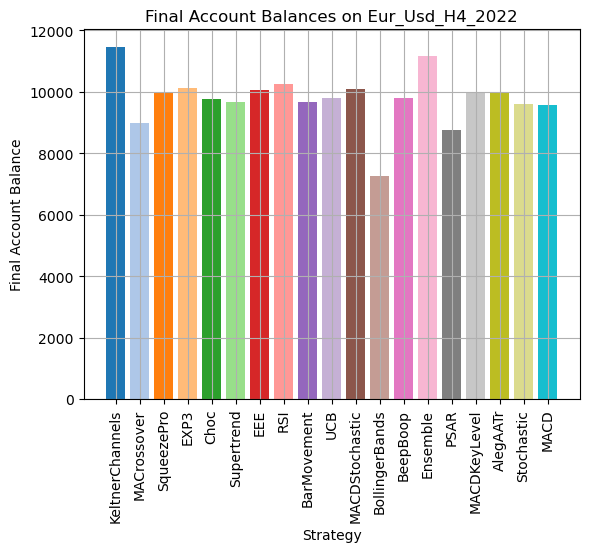 Final Account Balances on Eur_Usd_H4_2022
12000
10000
8000
6000
4000
2000
0
Final Account Balance
KeltnerChannels
MACrossover
SqueezePro
EXP3
Choc
Supertrend
EEE
RSI
BarMovement
UCB
MACDStochastic
BollingerBands
BeepBoop
Ensemble
PSAR
MACDKeyLevel
AlegAATr
Stochastic
MACD
Strategy